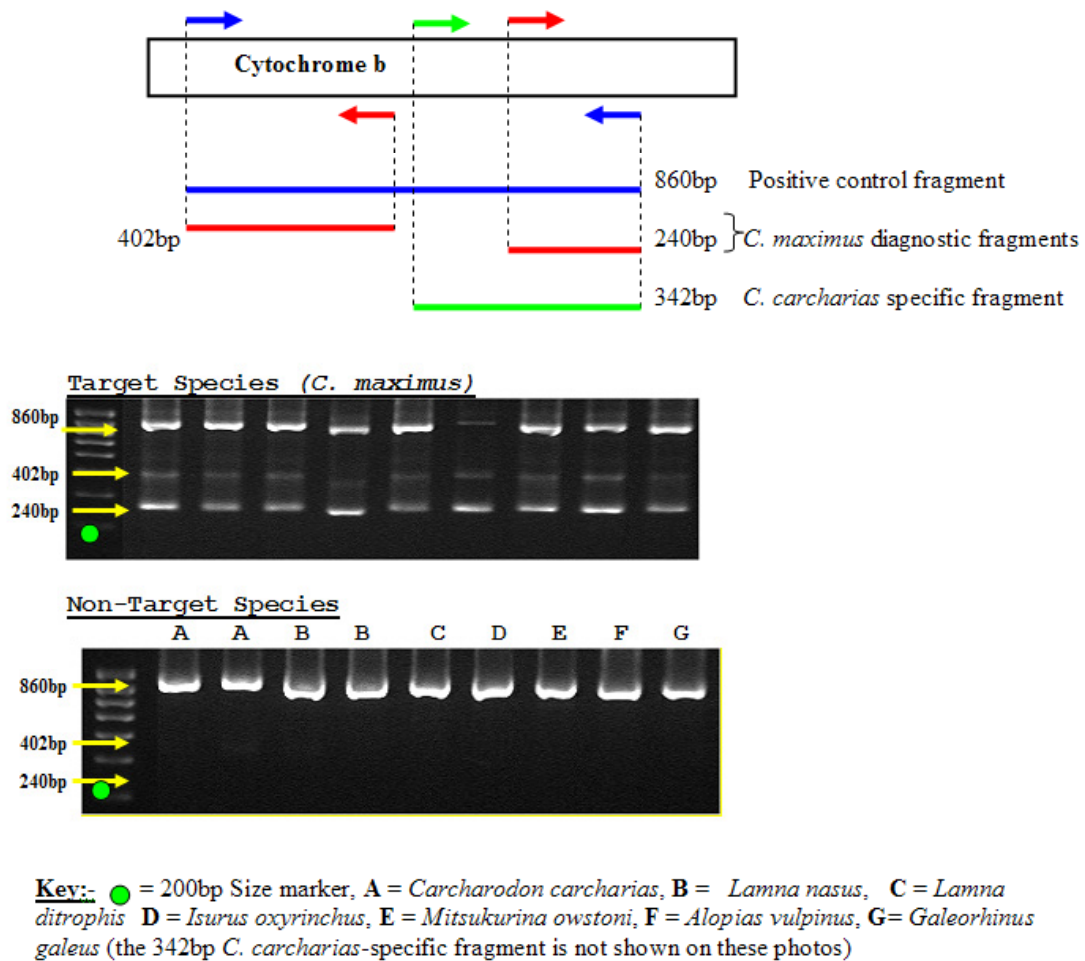 Cytochrome b
860bp Positive control fragment
402bp
240bp } C. maximus diagnostic fragments
342bp C. carcharias specific fragment
Target Species (C. maximus)
860bp
402bp
240bp
Non-Target Species
A A B B C D E F G
860bp
402bp
240bp
Key:- = 200bp Size marker, A = Carcharodon carcharias, B = Lamna nasus, C = Lamna
ditrophis D = Isurus oxyrinchus, E = Mitsukurina owstoni, F = Alopias vulpinus, G= Galeorhinus
galeus (the 342bp C. carcharias-specific fragment is not shown on these photos)